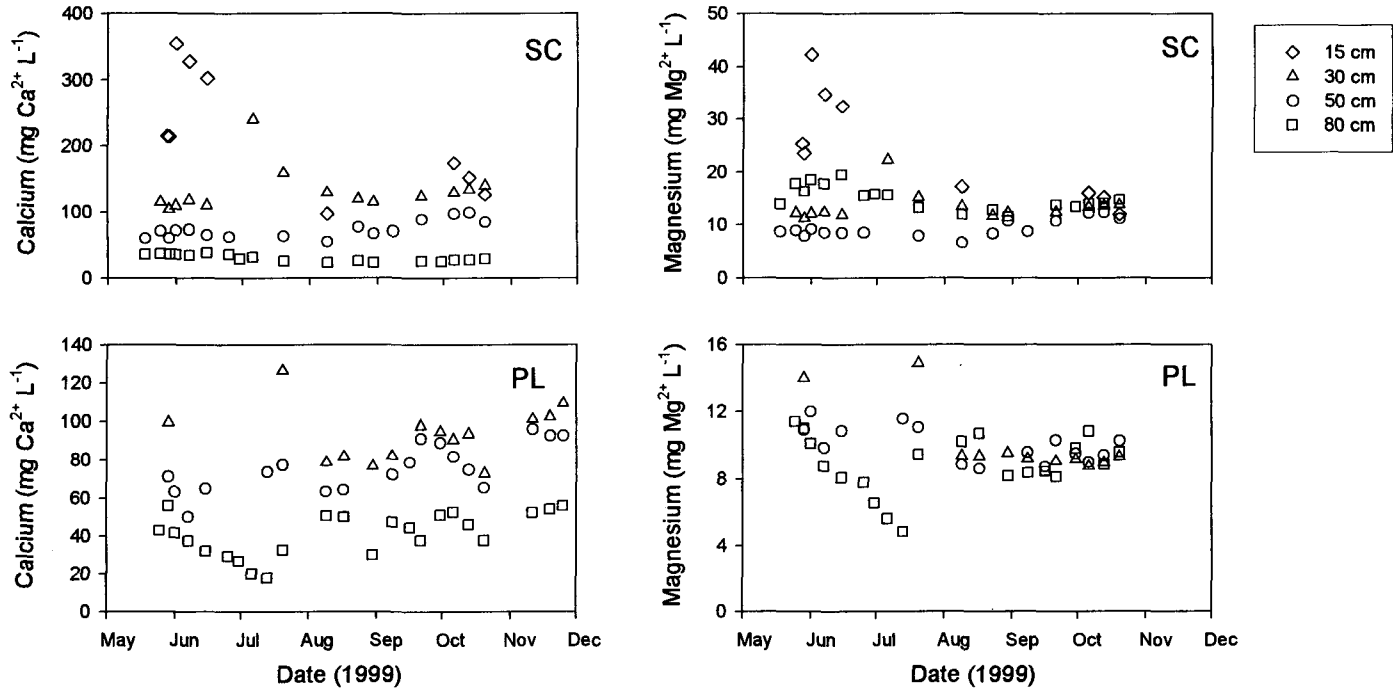 Calcium (mg Ca²⁺ L⁻¹)
400
300
200
100
0
SC
Magnesium (mg Mg²⁺ L⁻¹)
50
40
30
20
10
0
SC
15 cm
30 cm
50 cm
80 cm
Calcium (mg Ca²⁺ L⁻¹)
140
120
100
80
60
40
20
0
PL
May Jun Jul Aug Sep Oct Nov Dec
Date (1999)
Magnesium (mg Mg²⁺ L⁻¹)
16
12
8
4
0
PL
May Jun Jul Aug Sep Oct Nov Dec
Date (1999)